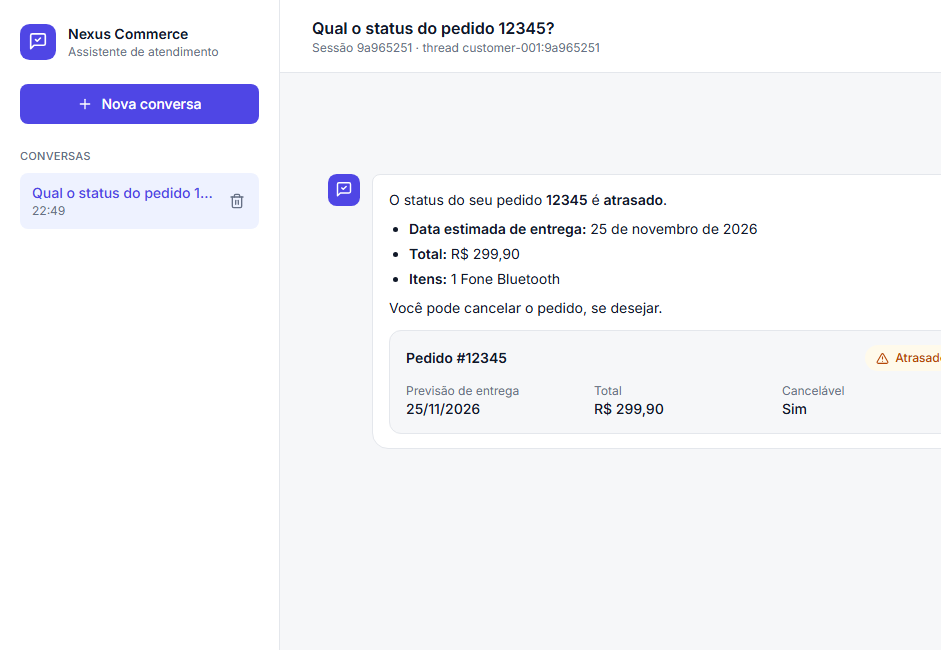 Nexus Commerce
Assistente de atendimento
+ Nova conversa
CONVERSAS
Qual o status do pedido 1...
22:49
Qual o status do pedido 12345?
Sessão 9a965251 · thread customer-001:9a965251
O status do seu pedido 12345 é atrasado.
• Data estimada de entrega: 25 de novembro de 2026
• Total: R$ 299,90
• Itens: 1 Fone Bluetooth
Você pode cancelar o pedido, se desejar.
Pedido #12345
Atrasad
Previsão de entrega
Total
Cancelável
25/11/2026
R$ 299,90
Sim